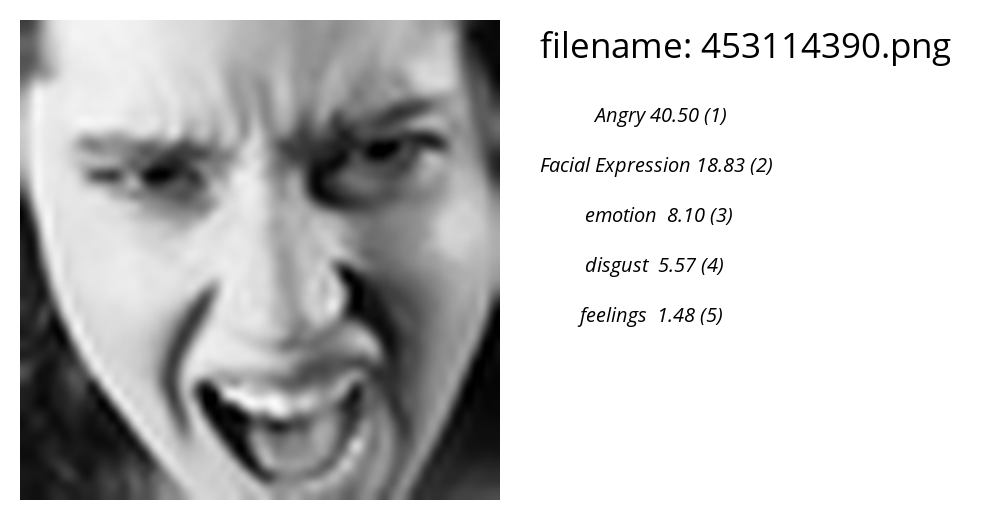 filename: 453114390.png
Angry 40.50 (1)
Facial Expression 18.83 (2)
emotion 8.10 (3)
disgust 5.57 (4)
feelings 1.48 (5)